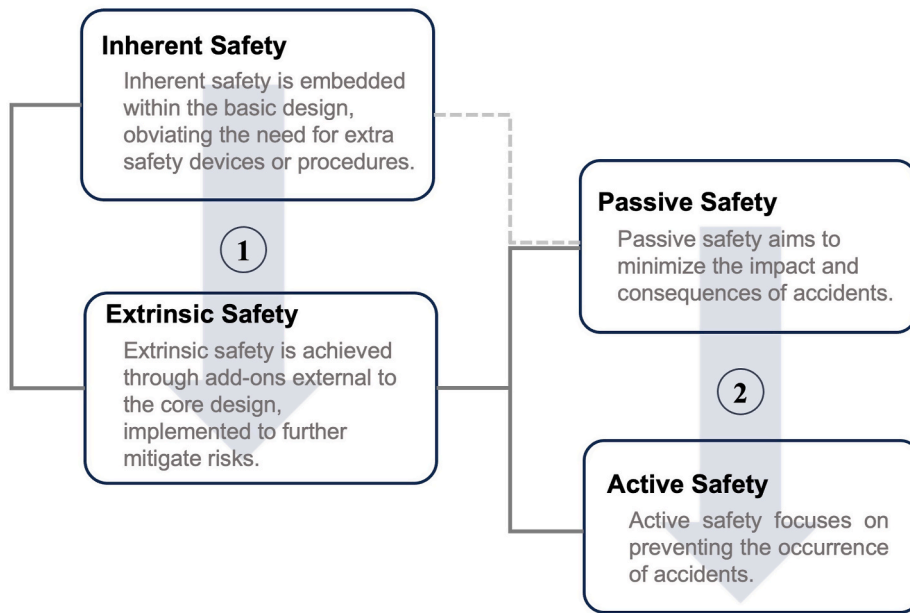 Inherent Safety
Inherent safety is embedded
within the basic design,
obviating the need for extra
safety devices or procedures.
1
Extrinsic Safety
Extrinsic safety is achieved
through add-ons external to
the core design,
implemented to further
mitigate risks.
Passive Safety
Passive safety aims to
minimize the impact and
consequences of accidents.
2
Active Safety
Active safety focuses on
preventing the occurrence
of accidents.